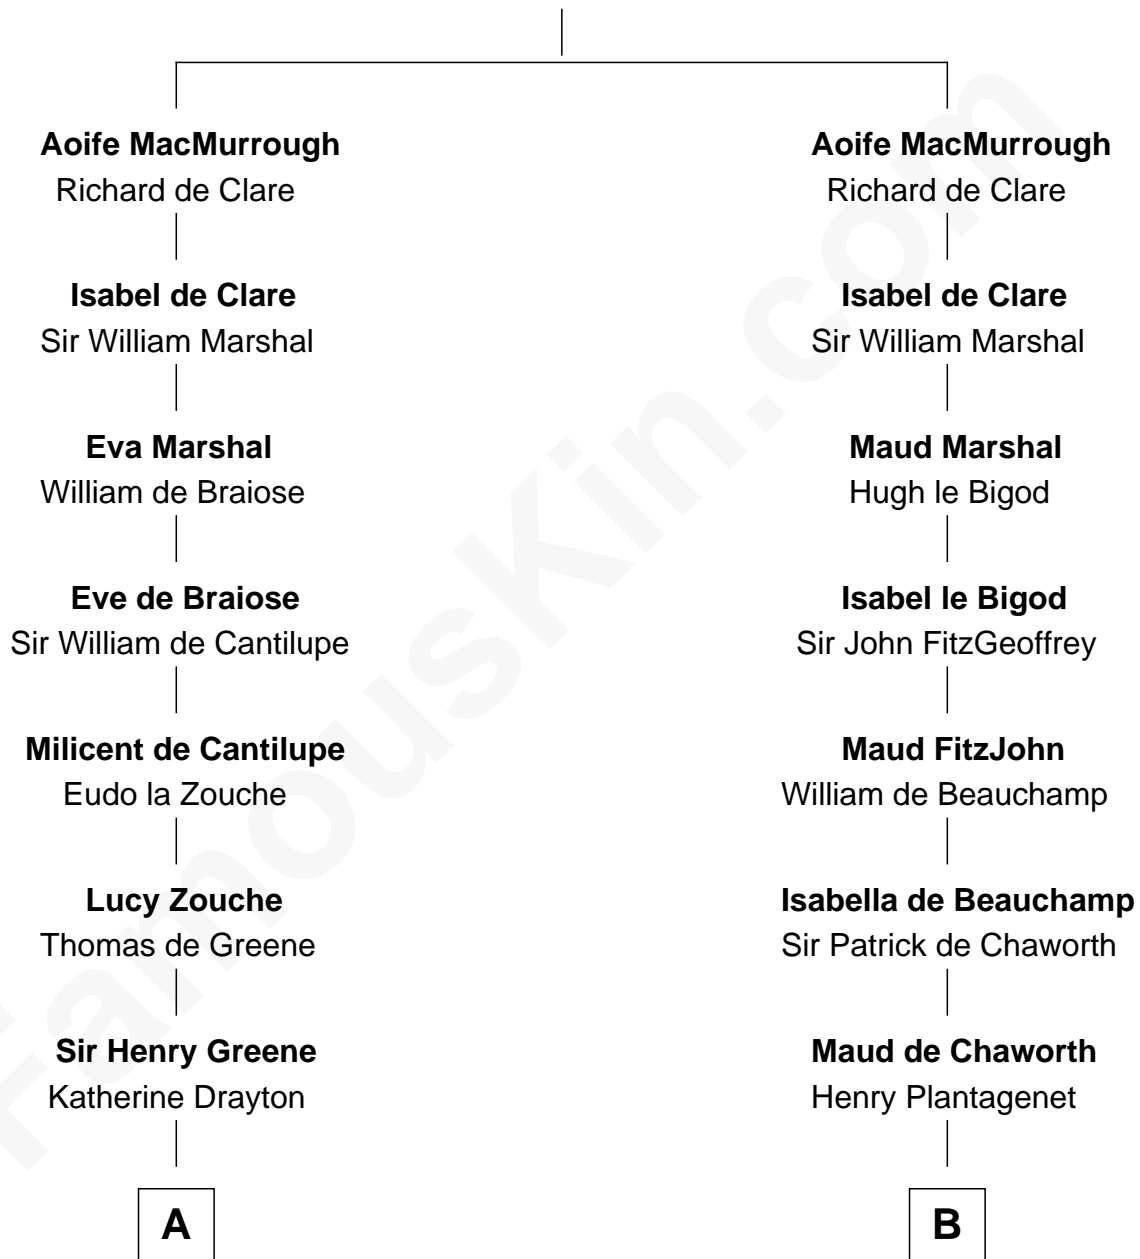 Aoife MacMurrough
Richard de Clare
Isabel de Clare
Sir William Marshal
Eva Marshal
William de Braiose
Eve de Braiose
Sir William de Cantilupe
Milicent de Cantilupe
Eudo la Zouche
Lucy Zouche
Thomas de Greene
Sir Henry Greene
Katherine Drayton
A
Aoife MacMurrough
Richard de Clare
Isabel de Clare
Sir William Marshal
Maud Marshal
Hugh le Bigod
Isabel le Bigod
Sir John FitzGeoffrey
Maud FitzJohn
William de Beauchamp
Isabella de Beauchamp
Sir Patrick de Chaworth
Maud de Chaworth
Henry Plantagenet
B
FamousKin.com